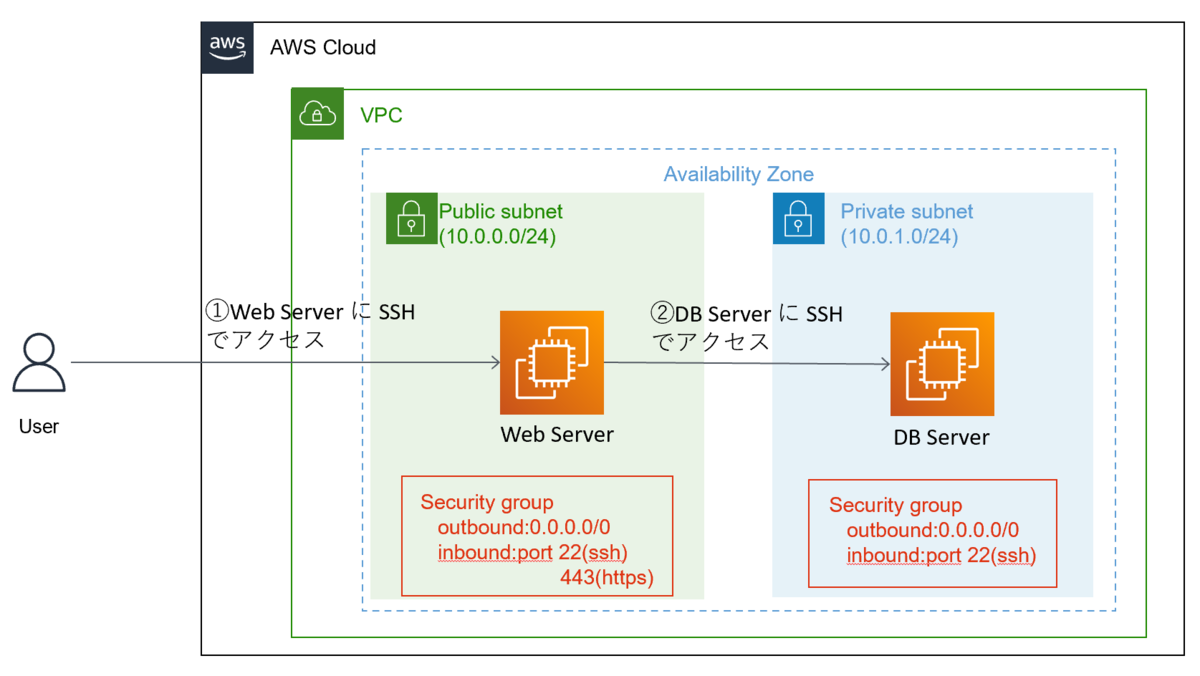 aws
AWS Cloud
VPC
Availability Zone
Public subnet
(10.0.0.0/24)
Private subnet
(10.0.1.0/24)
①Web Server に SSH
でアクセス
②DB Server に SSH
でアクセス
User
Web Server
DB Server
Security group
outbound:0.0.0.0/0
inbound:port 22(ssh)
443(https)
Security group
outbound:0.0.0.0/0
inbound:port 22(ssh)